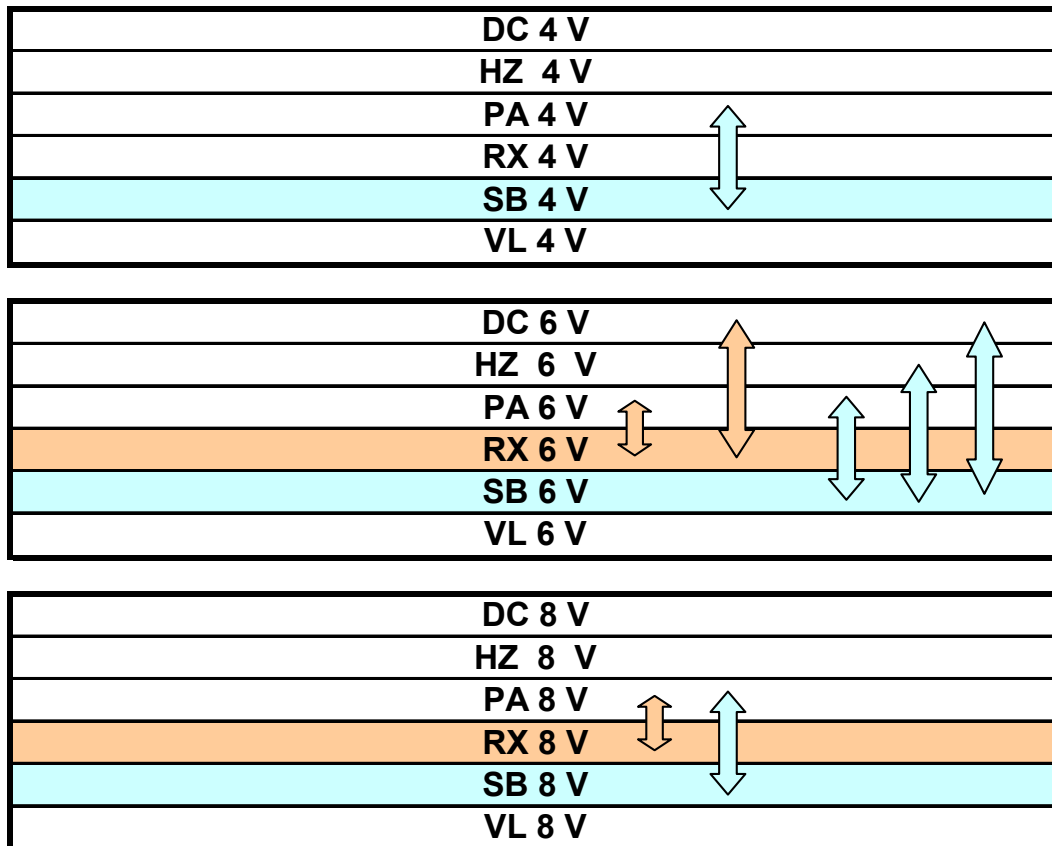 DC 4 V
HZ  4 V
PA 4 V
RX 4 V
SB 4 V
VL 4 V
DC 6 V
HZ  6  V
PA 6 V
RX 6 V
SB 6 V
VL 6 V
DC 8 V
HZ  8  V
PA 8 V
RX 8 V
SB 8 V
VL 8 V